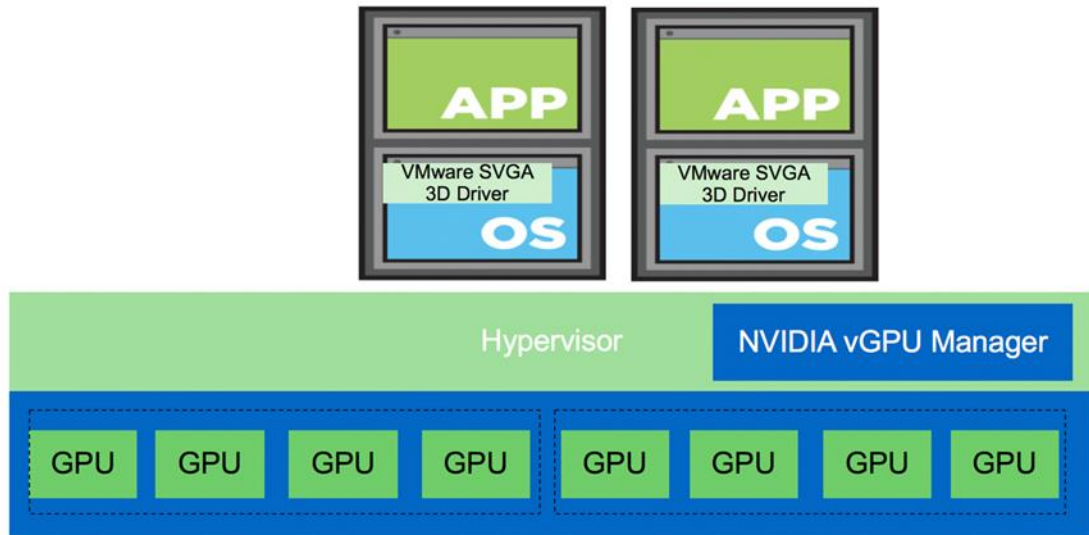 APP
VMware SVGA
3D Driver
OS
APP
VMware SVGA
3D Driver
OS
Hypervisor
NVIDIA vGPU Manager
GPU GPU GPU GPU GPU GPU GPU GPU